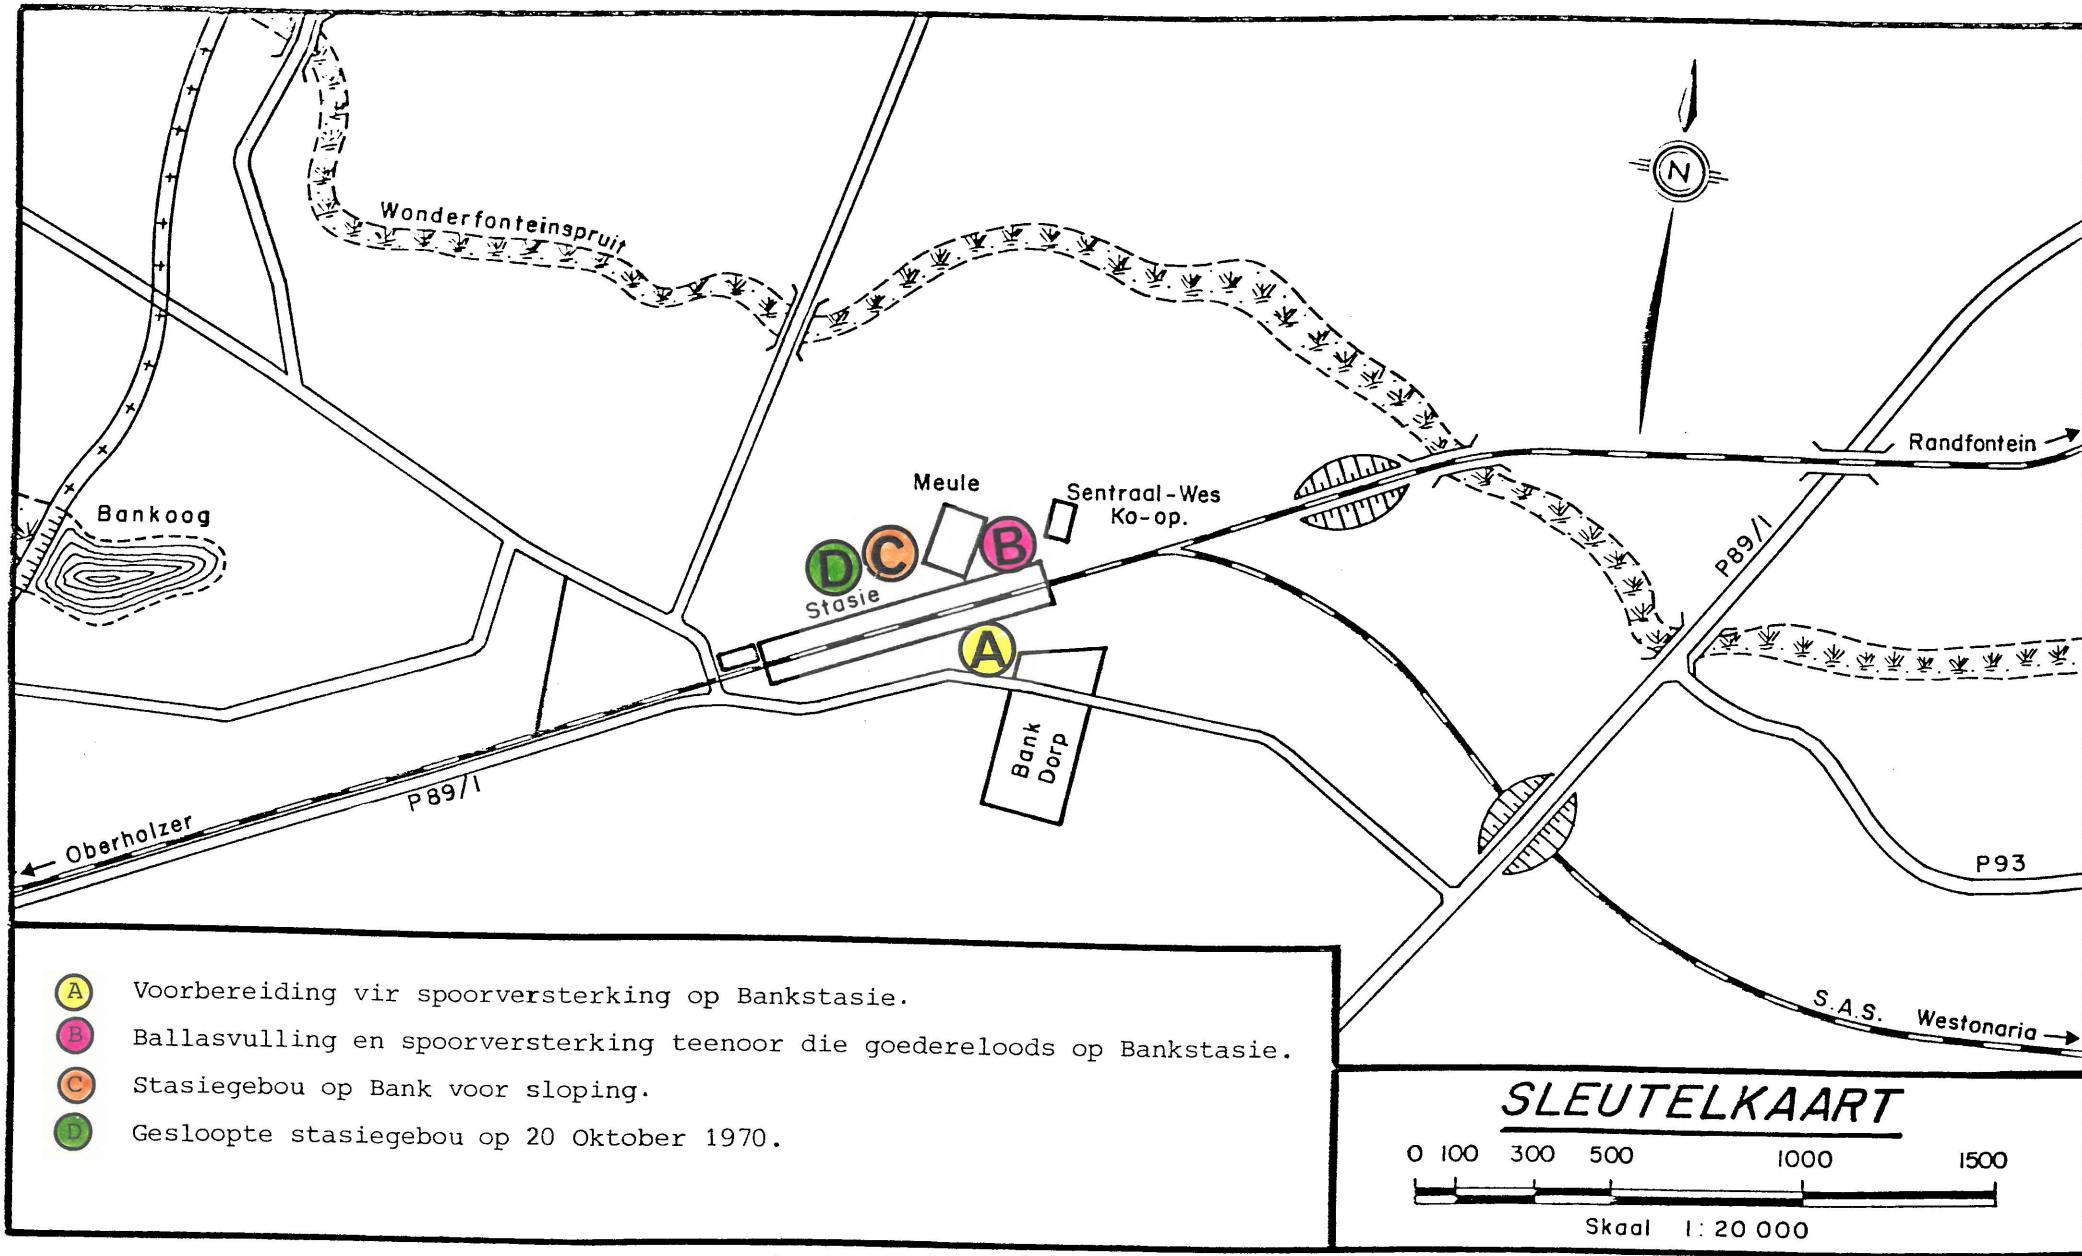 N
Wonderfonteinspruit
Randfontein
Meule
Sentraal-Wes
Ko-op.
Bankoog
P89/1
D
C
B
Stasie
A
Bank
Dorp
P89/1
Oberholzer
P93
S.A.S. Westonaria
A Voorbereiding vir spoorversterking op Bankstasie.
B Ballasvulling en spoorversterking teenoor die goedereloods op Bankstasie.
C Stasiegebou op Bank voor sloping.
D Gesloopte stasiegebou op 20 Oktober 1970.
SLEUTELKAART
0 100 300 500 1000 1500
Skaal 1:20 000